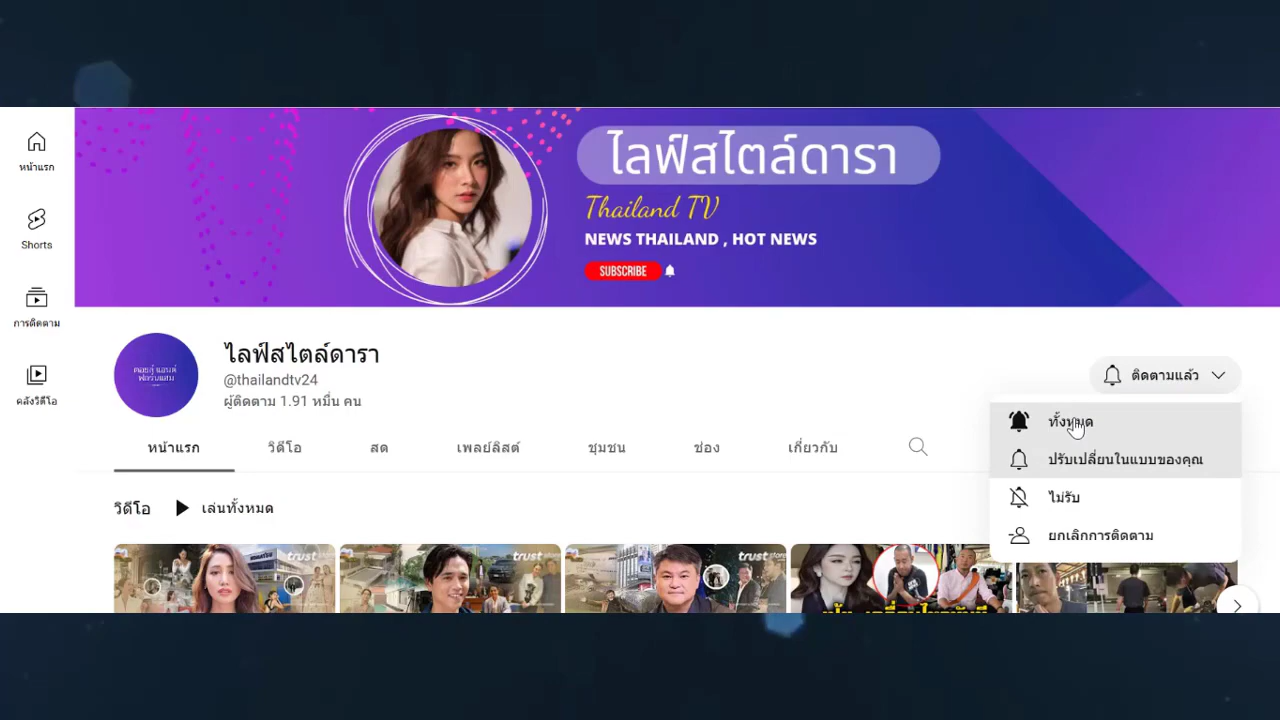 ไลฟ์สไตล์ดารา
Thailand TV
NEWS THAILAND , HOT NEWS
SUBSCRIBE
หน้าแรก
Shorts
การติดตาม
คลังวิดีโอ
ไลฟ์สไตล์ดารา
@thailandtv24
ผู้ติดตาม 1.91 หมื่น คน
ติดตามแล้ว
ทั้งหมด
ปรับเปลี่ยนในแบบของคุณ
ไม่รับ
ยกเลิกการติดตาม
หน้าแรก วิดีโอ สด เพลย์ลิสต์ ชุมชน ช่อง เกี่ยวกับ
วิดีโอ เล่นทั้งหมด
trust store
trust store
trust store